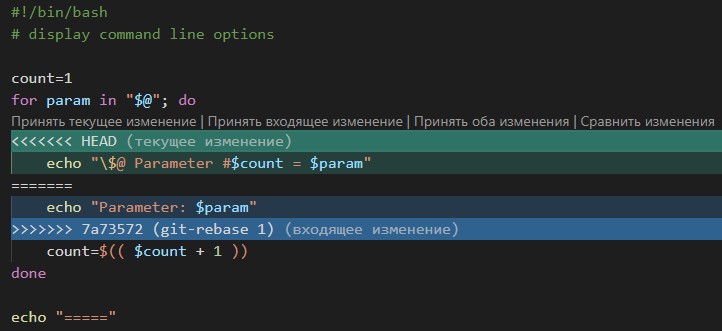 #!/bin/bash
# display command line options

count=1
for param in "$@"; do
Принять текущее изменение | Принять входящее изменение | Принять оба изменения | Сравнить изменения
<<<<<<< HEAD (текущее изменение)
    echo "\$@ Parameter #$count = $param"
=======
    echo "Parameter: $param"
>>>>>>> 7a73572 (git-rebase 1) (входящее изменение)
    count=$(( $count + 1 ))
done

echo "====="